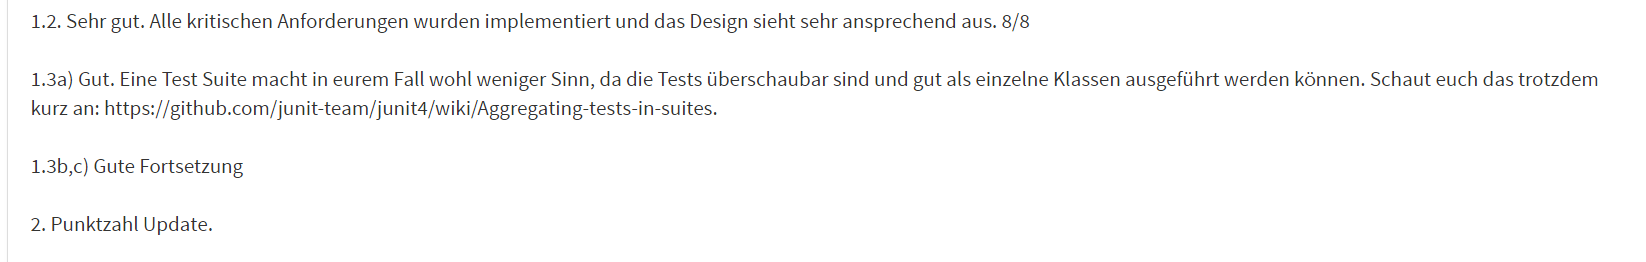 1.2. Sehr gut. Alle kritischen Anforderungen wurden implementiert und das Design sieht sehr ansprechend aus. 8/8
1.3a) Gut. Eine Test Suite macht in eurem Fall wohl weniger Sinn, da die Tests überschaubar sind und gut als einzelne Klassen ausgeführt werden können. Schaut euch das trotzdem
kurz an: https://github.com/junit-team/junit4/wiki/Aggregating-tests-in-suites.
1.3b,c) Gute Fortsetzung
2. Punktzahl Update.